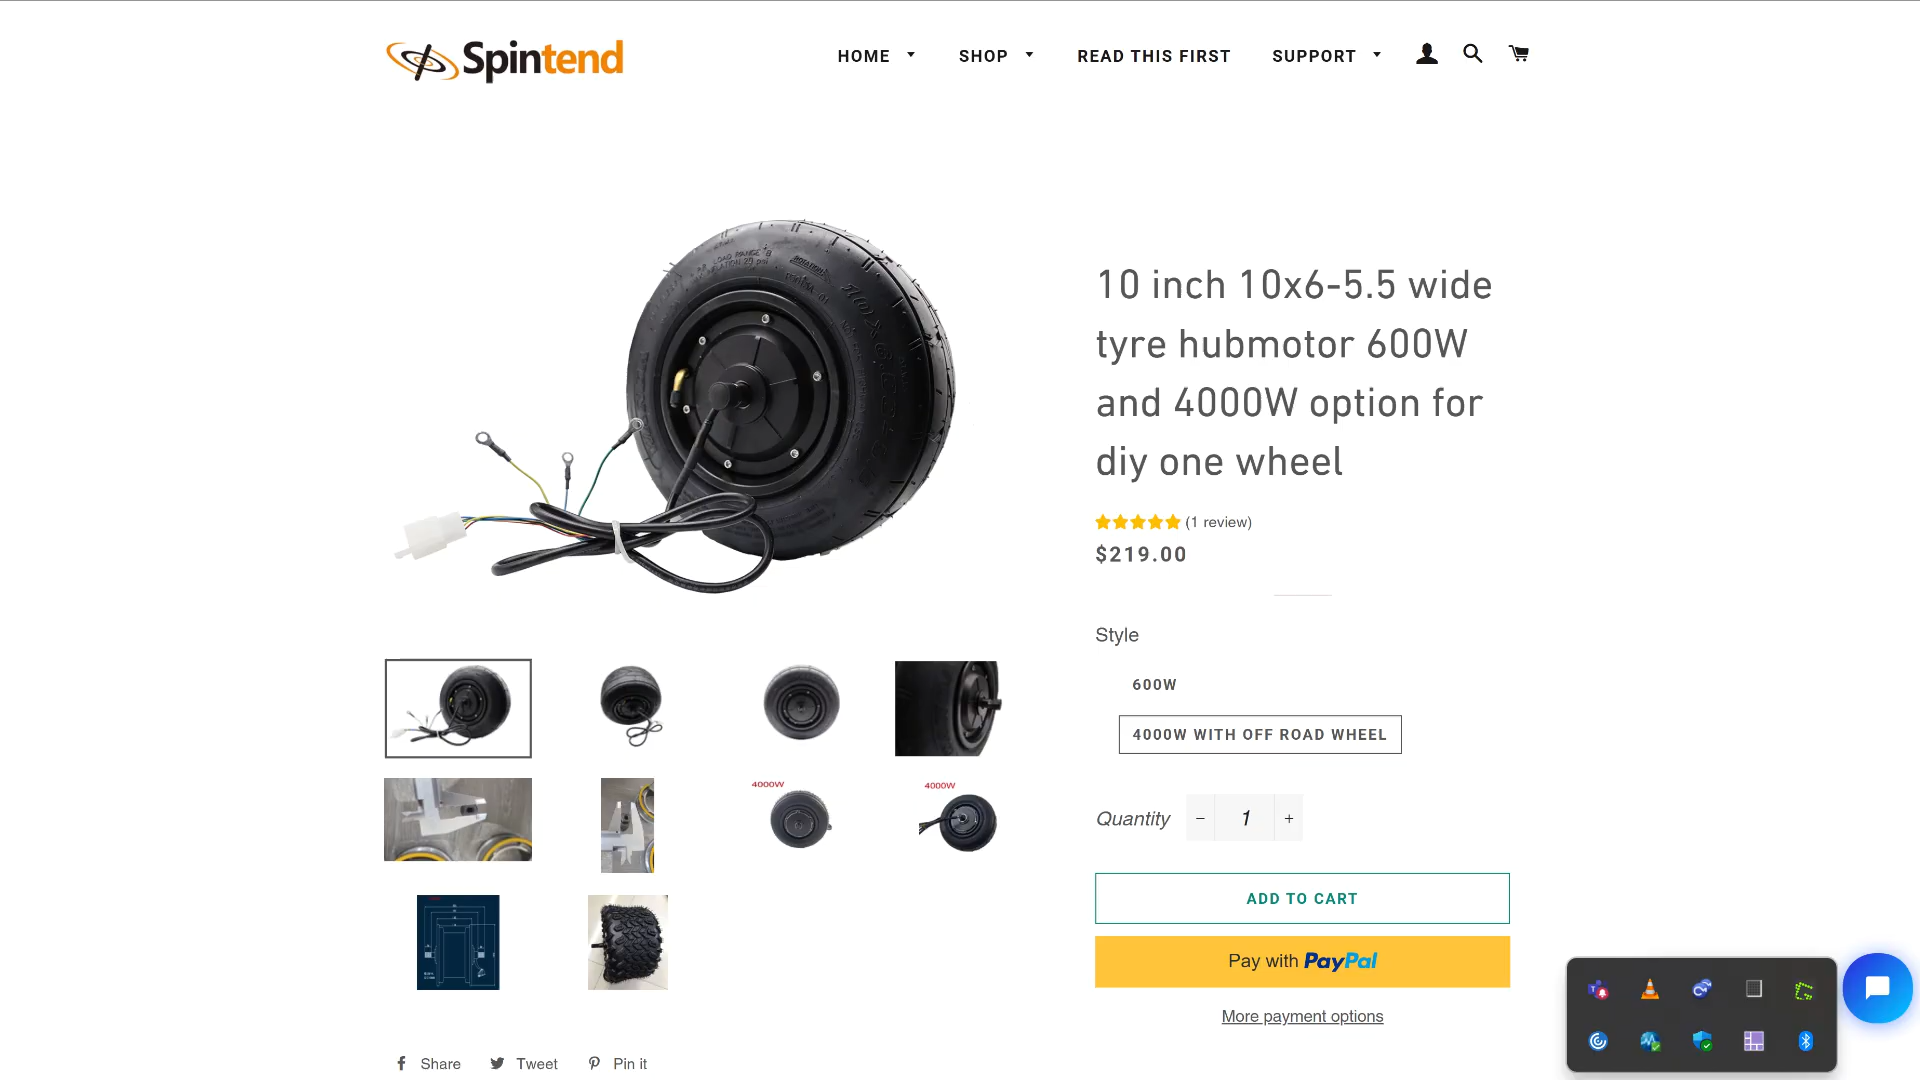 Spintend
HOME
SHOP
READ THIS FIRST
SUPPORT
10 inch 10x6-5.5 wide
tyre hubmotor 600W
and 4000W option for
diy one wheel
(1 review)
$219.00
Style
600W
4000W WITH OFF ROAD WHEEL
4000W
4000W
Quantity
−
1
+
ADD TO CART
Pay with PayPal
More payment options
Share
Tweet
Pin it